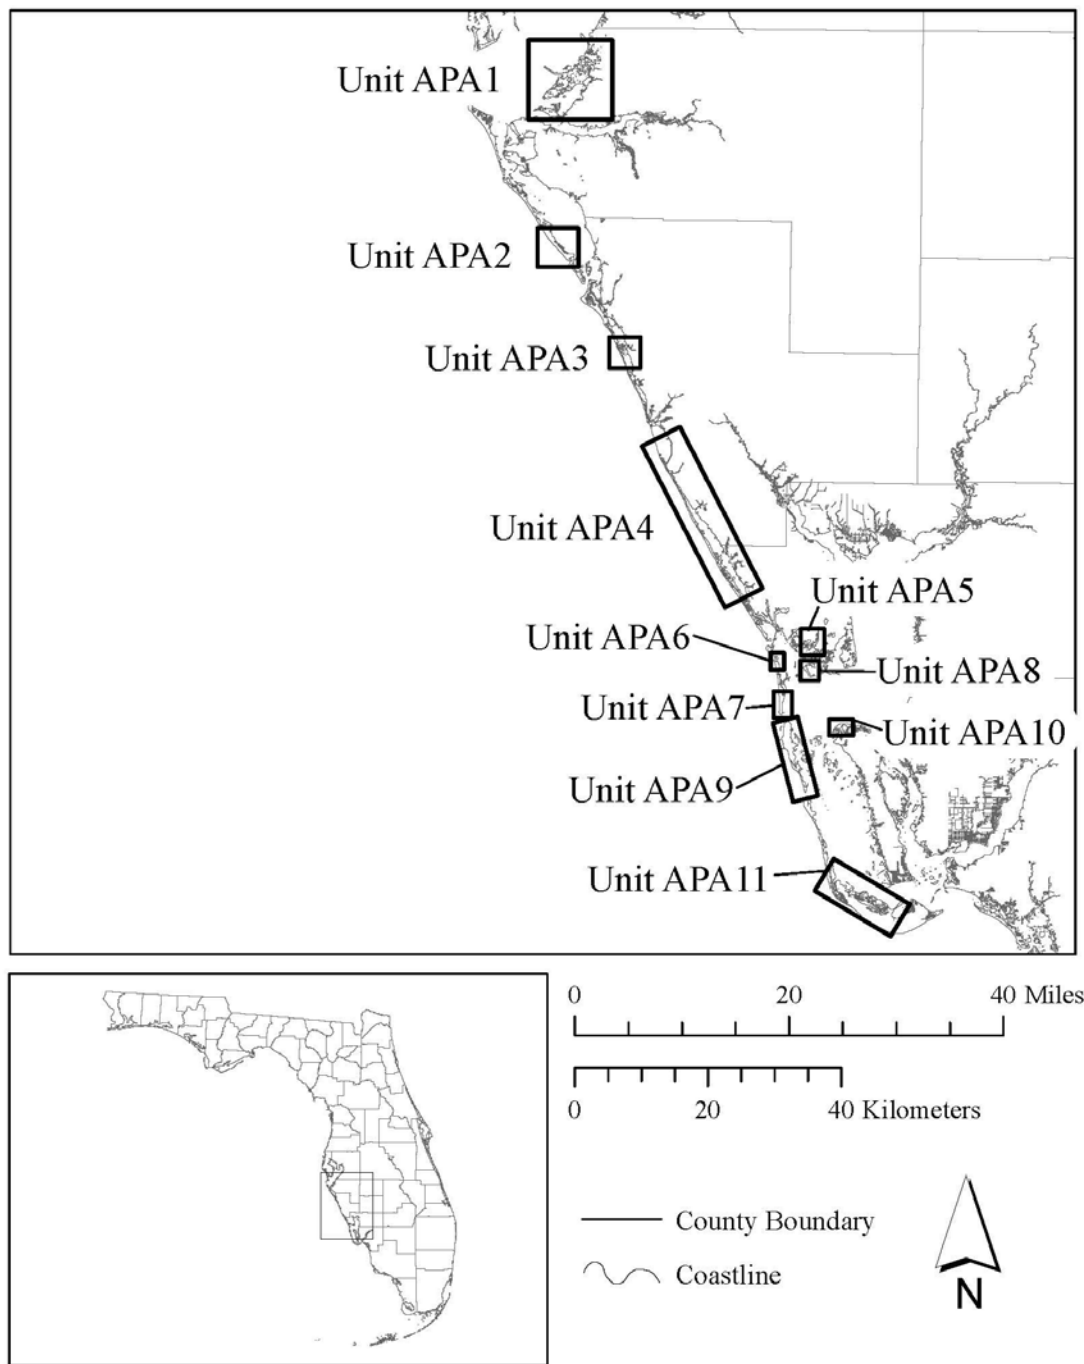 Unit APA1
Unit APA2
Unit APA3
Unit APA4
Unit APA5
Unit APA6
Unit APA8
Unit APA7
Unit APA10
Unit APA9
Unit APA11
0 20 40 Miles
0 20 40 Kilometers
County Boundary
Coastline
N